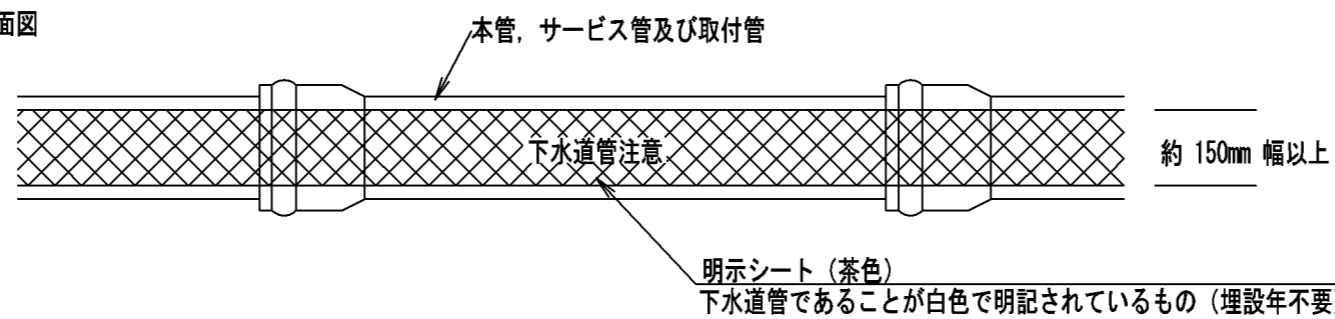 面図
本管，サービス管及び取付管
下水道管注意
約 150mm 幅以上
明示シート（茶色）
下水道管であることが白色で明記されているもの（埋設年不要）